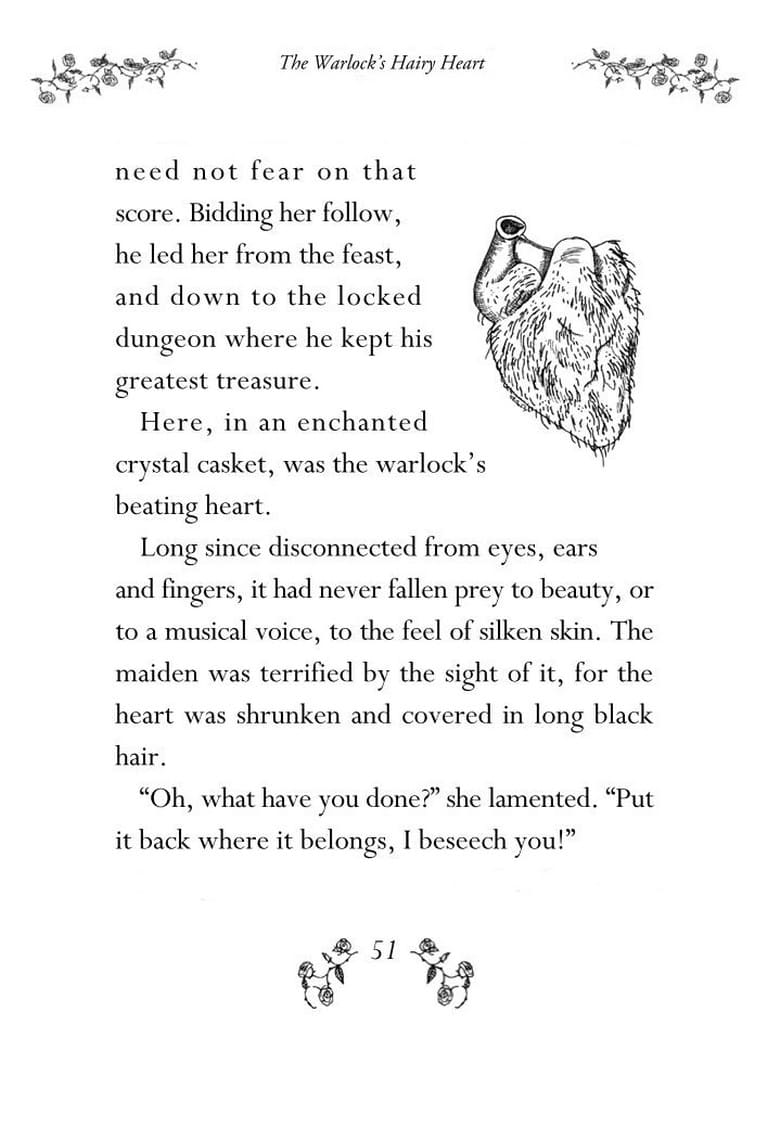 The Warlock’s Hairy Heart
need not fear on that
score. Bidding her follow,
he led her from the feast,
and down to the locked
dungeon where he kept his
greatest treasure.
Here, in an enchanted
crystal casket, was the warlock’s
beating heart.
Long since disconnected from eyes, ears
and fingers, it had never fallen prey to beauty, or
to a musical voice, to the feel of silken skin. The
maiden was terrified by the sight of it, for the
heart was shrunken and covered in long black
hair.
“Oh, what have you done?” she lamented. “Put
it back where it belongs, I beseech you!”
51